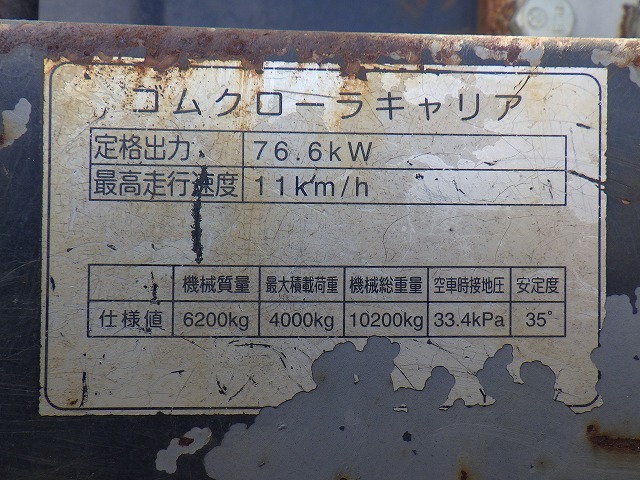 ゴムクローラキャリア
定格出力 76.6kW
最高走行速度 11km/h
機械質量 最大積載荷重 機械総重量 空車時接地圧 安定度
仕様値 6200kg 4000kg 10200kg 33.4kPa 35°